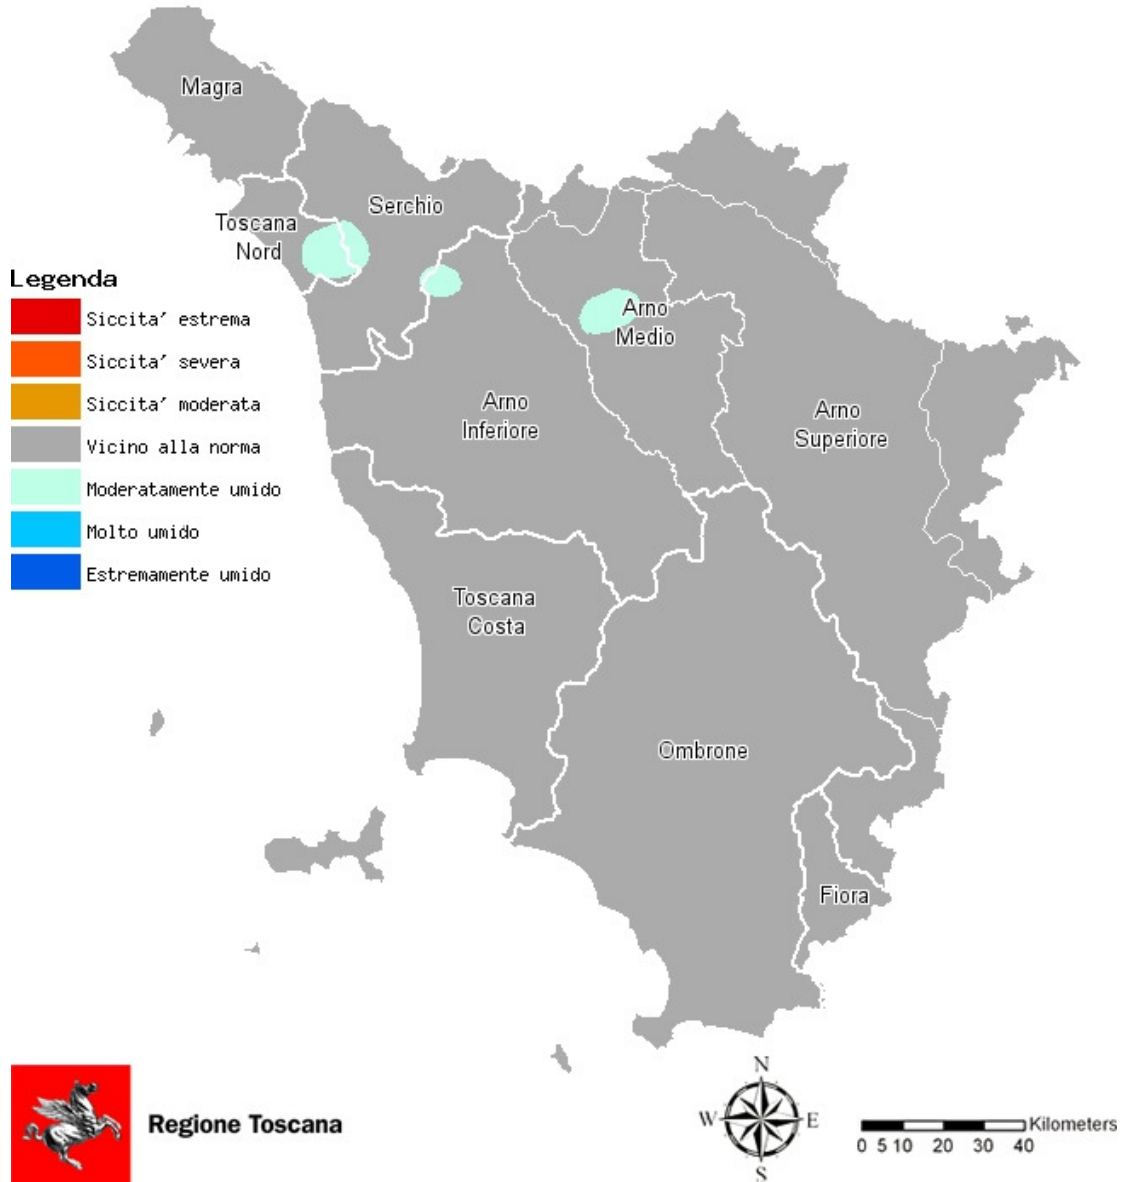 Magra
Serchio
Toscana
Nord
Legenda
Siccita' estrema
Siccita' severa
Siccita' moderata
Vicino alla norma
Moderatamente umido
Molto umido
Estremamente umido
Arno
Medio
Arno
Inferiore
Arno
Superiore
Toscana
Costa
Ombrone
Fiora
Regione Toscana
N
W E
S
Kilometers
0 5 10 20 30 40